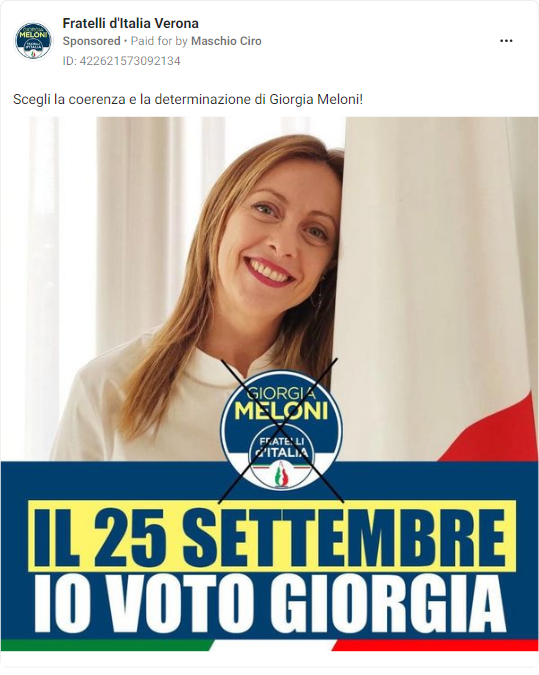 Fratelli d'Italia Verona
Sponsored • Paid for by Maschio Ciro
ID: 422621573092134
Scegli la coerenza e la determinazione di Giorgia Meloni!
GIORGIA
MELONI
FRATELLI
d'ITALIA
IL 25 SETTEMBRE
IO VOTO GIORGIA